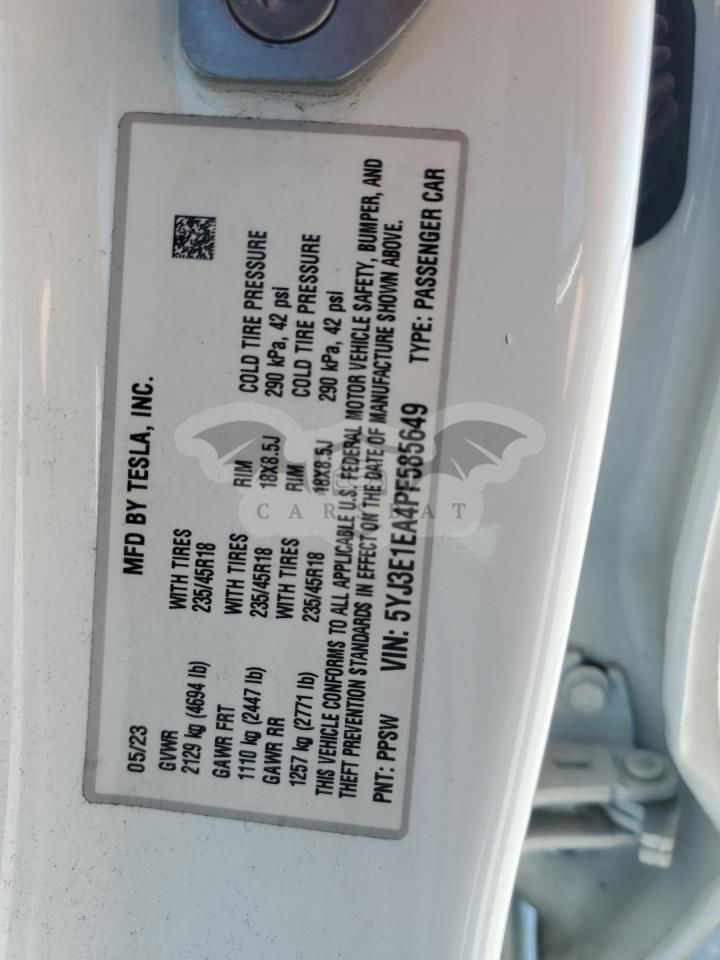 05/23 MFD BY TESLA, INC.
GVWR WITH TIRES
2129 kg (4694 lb) 235/45R18
GAWR FRT WITH TIRES RIM COLD TIRE PRESSURE
1110 kg (2447 lb) 235/45R18 18X8.5J 290 kPa, 42 psi
GAWR RR WITH TIRES RIM COLD TIRE PRESSURE
1257 kg (2771 lb) 235/45R18 18X8.5J 290 kPa, 42 psi
THIS VEHICLE CONFORMS TO ALL APPLICABLE U.S. FEDERAL MOTOR VEHICLE SAFETY, BUMPER, AND
THEFT PREVENTION STANDARDS IN EFFECT ON THE DATE OF MANUFACTURE SHOWN ABOVE.
PNT: PPSW VIN: 5YJ3E1EA4PF585649 TYPE: PASSENGER CAR
CARSBAT